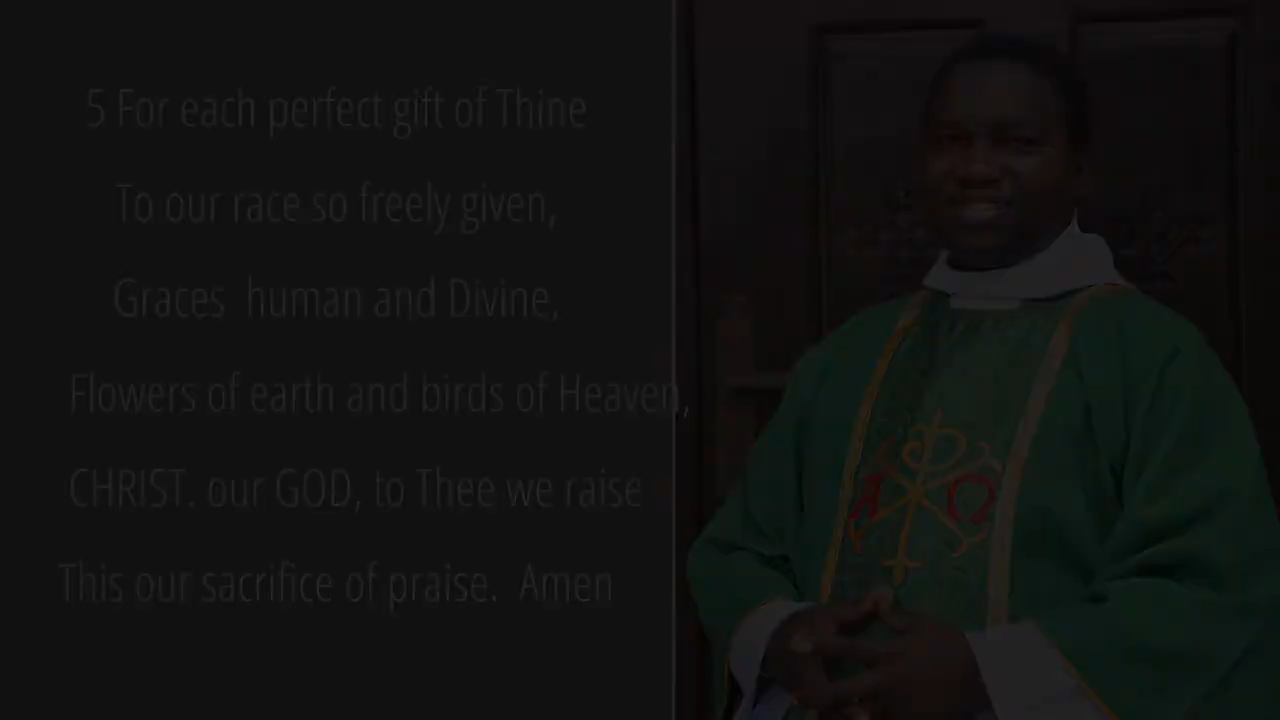 5 For each perfect gift of Thine
To our race so freely given,
Graces human and Divine,
Flowers of earth and birds of Heaven,
CHRIST. our GOD, to Thee we raise
This our sacrifice of praise. Amen
Α Ω